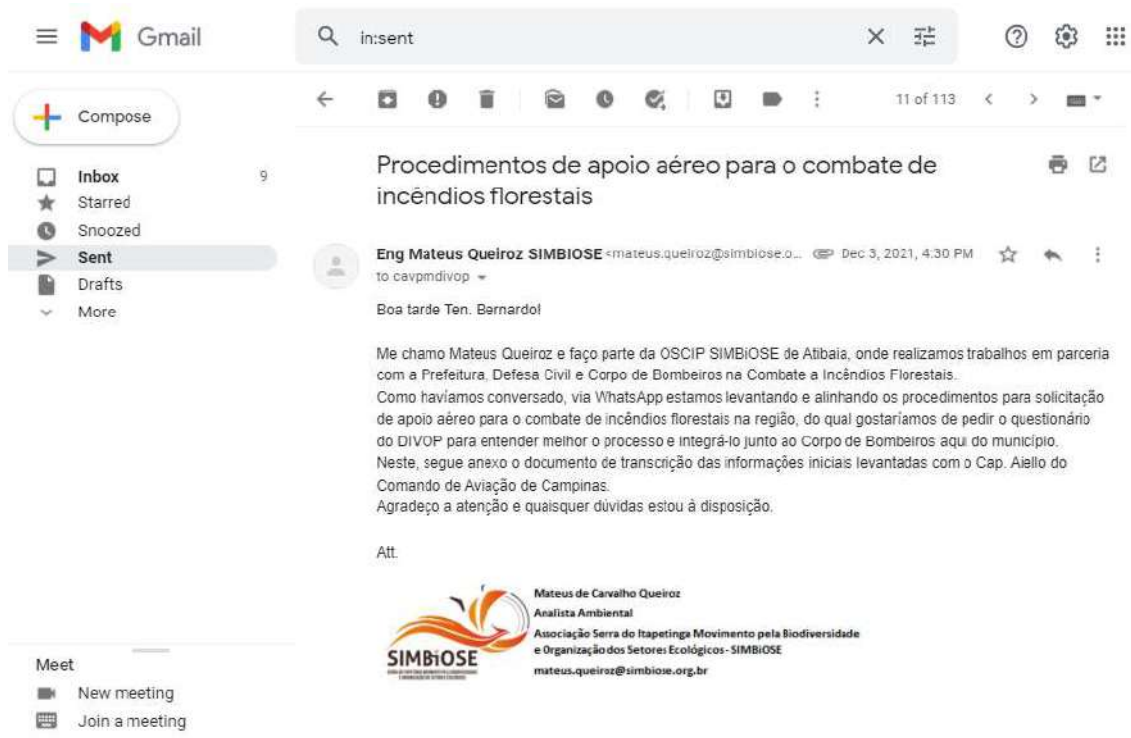 Gmail
in:sent
Compose
11 of 113
Inbox 9
Starred
Snoozed
Sent
Drafts
More
Procedimentos de apoio aéreo para o combate de
incêndios florestais
Eng Mateus Queiroz SIMBIOSE <mateus.queiroz@simbiose.o... Dec 3, 2021, 4:30 PM
to cavpmdivop
Boa tarde Ten. Bernardo!
Me chamo Mateus Queiroz e faço parte da OSCIP SIMBiOSE de Atibaia, onde realizamos trabalhos em parceria
com a Prefeitura, Defesa Civil e Corpo de Bombeiros na Combate a Incêndios Florestais.
Como havíamos conversado, via WhatsApp estamos levantando e alinhando os procedimentos para solicitação
de apoio aéreo para o combate de incêndios florestais na região, do qual gostaríamos de pedir o questionário
do DIVOP para entender melhor o processo e integrá-lo junto ao Corpo de Bombeiros aqui do município.
Neste, segue anexo o documento de transcrição das informações iniciais levantadas com o Cap. Aiello do
Comando de Aviação de Campinas.
Agradeço a atenção e quaisquer dúvidas estou à disposição.
Att.
SIMBiOSE
Mateus de Carvalho Queiroz
Analista Ambiental
Associação Serra do Itapetinga Movimento pela Biodiversidade
e Organização dos Setores Ecológicos - SIMBiOSE
mateus.queiroz@simbiose.org.br
Meet
New meeting
Join a meeting